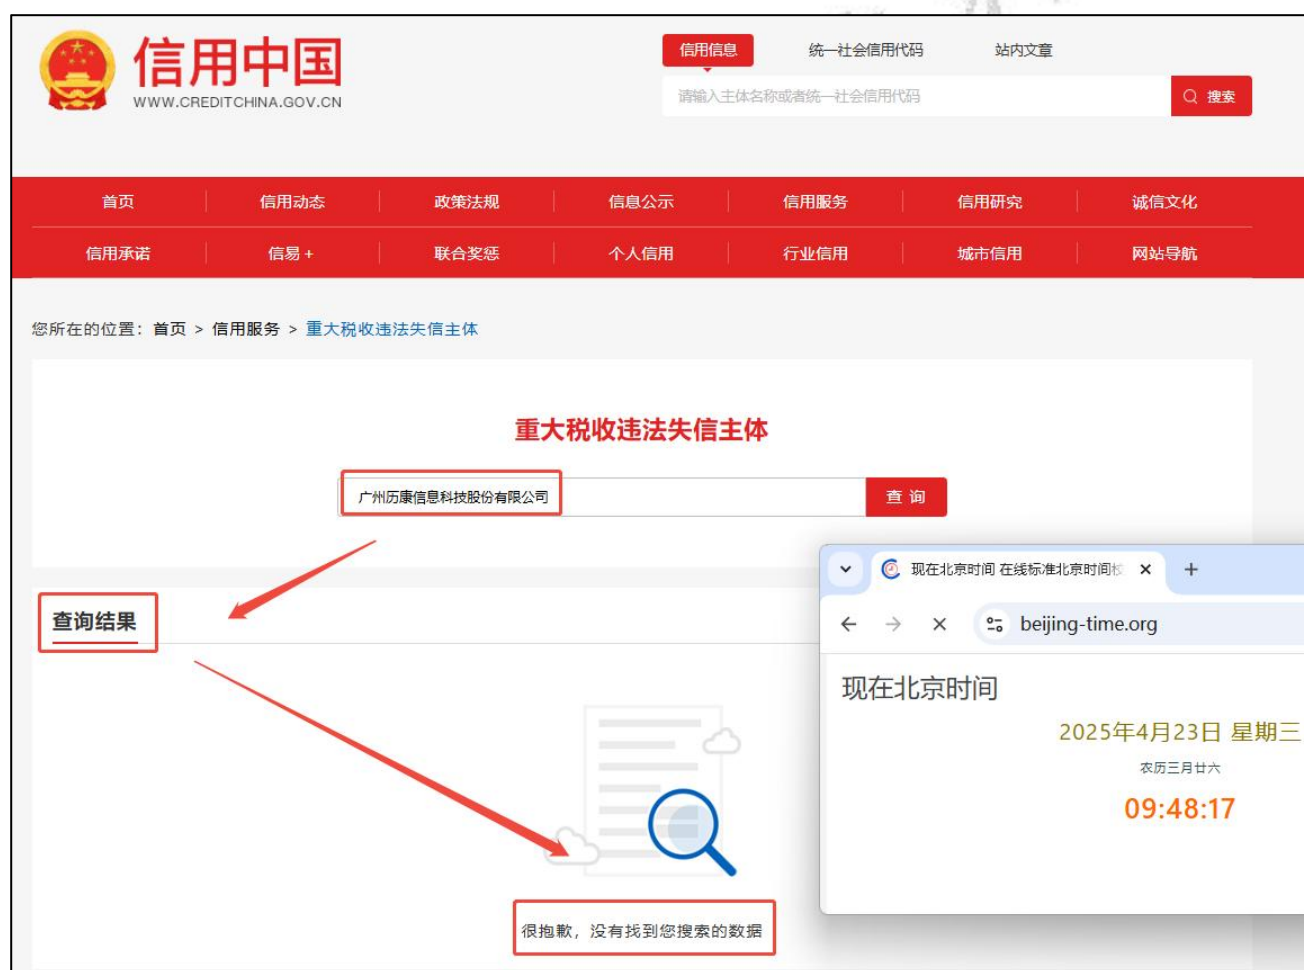 信用中国
WWW.CREDITCHINA.GOV.CN
信用信息 统一社会信用代码 站内文章
请输入主体名称或者统一社会信用代码 搜索
首页 信用动态 政策法规 信息公示 信用服务 信用研究 诚信文化
信用承诺 信易+ 联合奖惩 个人信用 行业信用 城市信用 网站导航
您所在的位置：首页 > 信用服务 > 重大税收违法失信主体
重大税收违法失信主体
广州历康信息科技股份有限公司 查询
查询结果
很抱歉，没有找到您搜索的数据
现在北京时间 在线标准北京时间校
beijing-time.org
现在北京时间
2025年4月23日 星期三
农历三月廿六
09:48:17